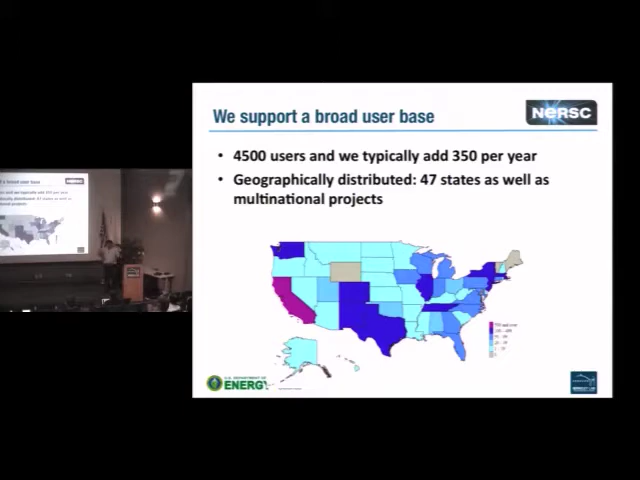 We support a broad user base
NERSC
• 4500 users and we typically add 350 per year
• Geographically distributed: 47 states as well as
multinational projects
U.S. DEPARTMENT OF
ENERGY